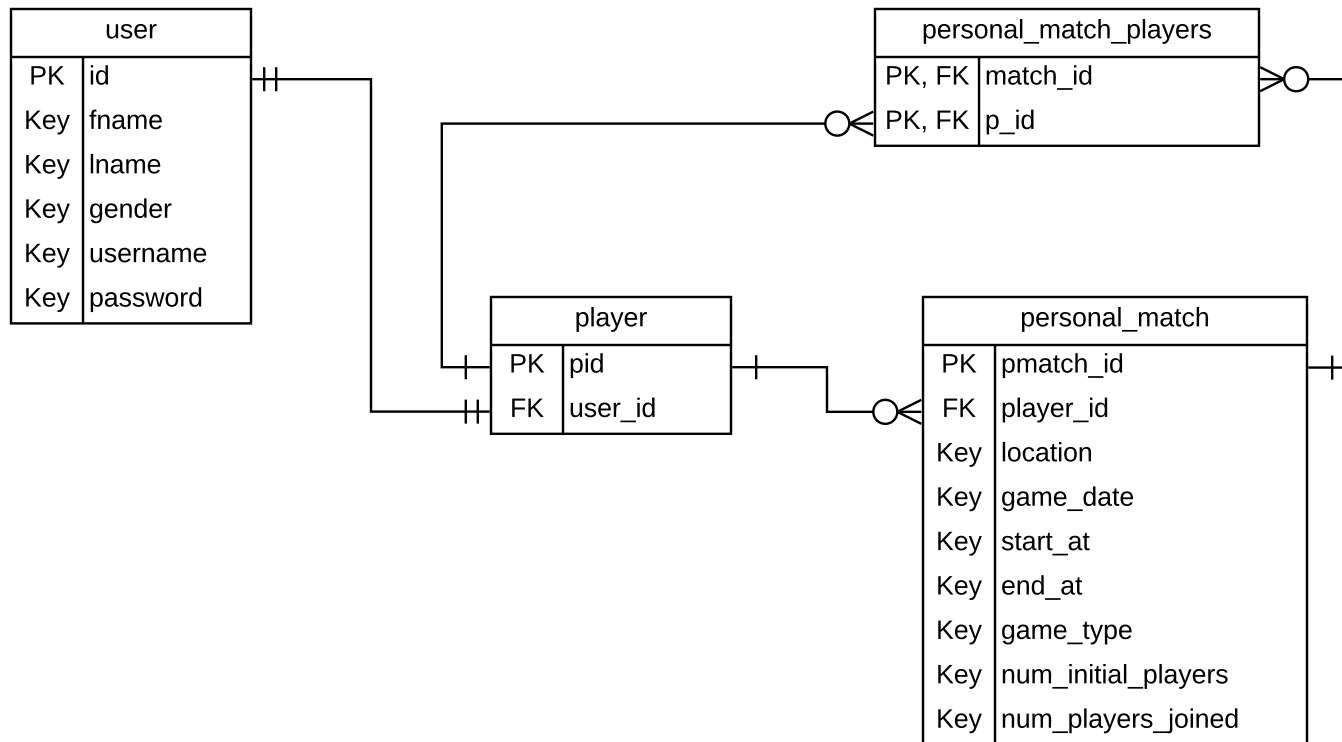 user
PK id
Key fname
Key lname
Key gender
Key username
Key password
personal_match_players
PK, FK match_id
PK, FK p_id
player
PK pid
FK user_id
personal_match
PK pmatch_id
FK player_id
Key location
Key game_date
Key start_at
Key end_at
Key game_type
Key num_initial_players
Key num_players_joined